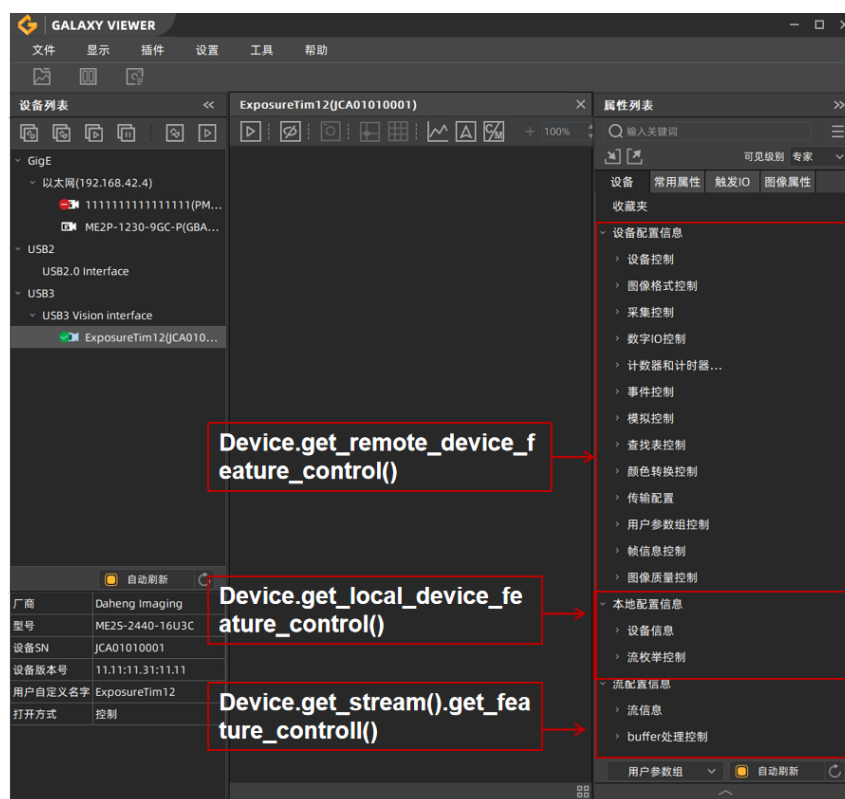 GALAXY VIEWER
文件 显示 插件 设置 工具 帮助
设备列表 <<
ExposureTim12(JCA01010001)
属性列表 >>
100%
输入关键词
可见级别 专家
GigE
以太网(192.168.42.4)
1111111111111111(PM...
ME2P-1230-9GC-P(GBA...
USB2
USB2.0 Interface
USB3
USB3 Vision interface
ExposureTim12(JCA010...
设备 常用属性 触发IO 图像属性
收藏夹
设备配置信息
设备控制
图像格式控制
采集控制
数字IO控制
计数器和计时器...
事件控制
模拟控制
查找表控制
颜色转换控制
传输配置
用户参数组控制
帧信息控制
图像质量控制
本地配置信息
设备信息
流枚举控制
流配置信息
流信息
buffer处理控制
用户参数组 自动刷新
Device.get_remote_device_f
eature_control()
Device.get_local_device_fe
ature_control()
Device.get_stream().get_fea
ture_controll()
自动刷新
厂商 Daheng Imaging
型号 ME2S-2440-16U3C
设备SN JCA01010001
设备版本号 11.11:11.31:11.11
用户自定义名字 ExposureTim12
打开方式 控制